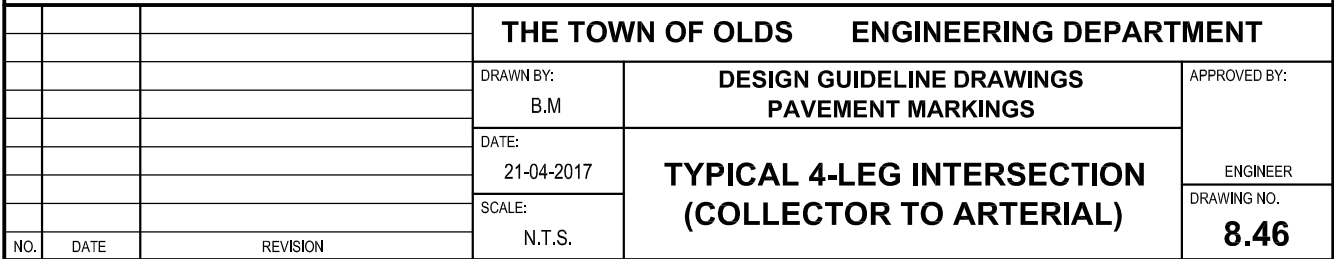 THE TOWN OF OLDS ENGINEERING DEPARTMENT
DRAWN BY:
B.M
DESIGN GUIDELINE DRAWINGS
PAVEMENT MARKINGS
APPROVED BY:
ENGINEER
DATE:
21-04-2017
TYPICAL 4-LEG INTERSECTION
(COLLECTOR TO ARTERIAL)
SCALE:
N.T.S.
DRAWING NO.
8.46
NO. DATE REVISION